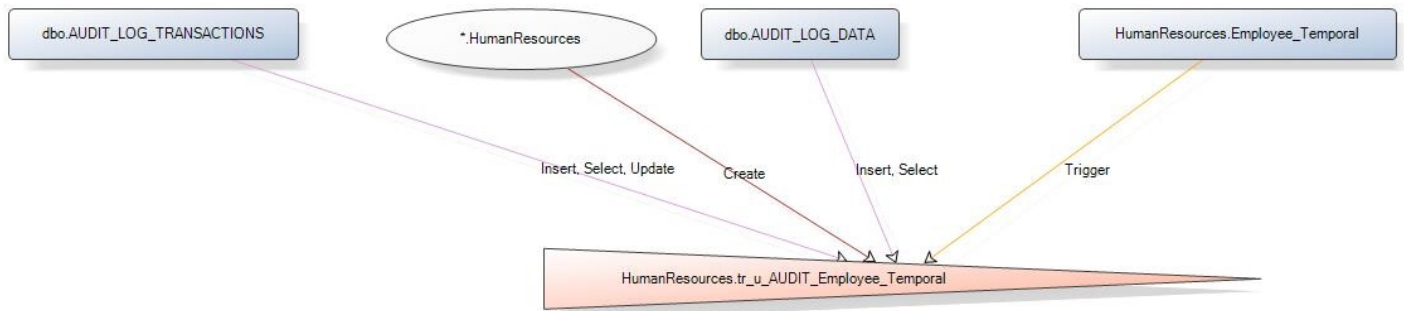 dbo.AUDIT_LOG_TRANSACTIONS
*.HumanResources
dbo.AUDIT_LOG_DATA
HumanResources.Employee_Temporal
Insert, Select, Update
Create
Insert, Select
Trigger
HumanResources.tr_u_AUDIT_Employee_Temporal